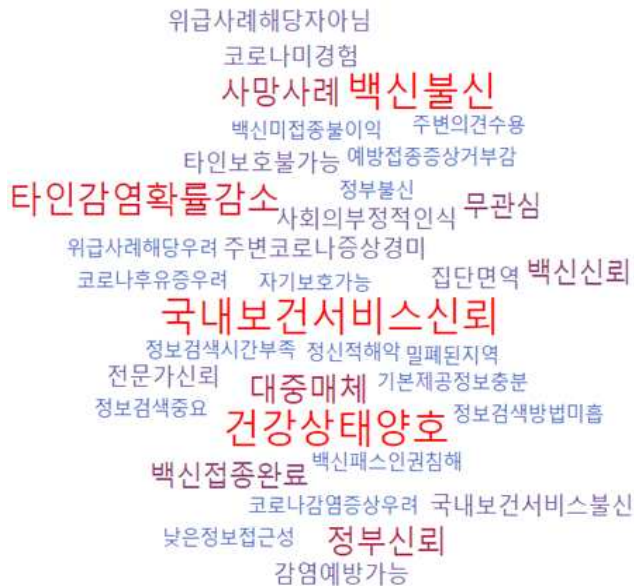 위급사례해당자아님
코로나미경험
사망사례 백신불신
백신미접종불이익 주변의견수용
타인보호불가능 예방접종증상거부감
타인감염확률감소 정부불신
사회의부정적인식 무관심
위급사례해당우려 주변코로나증상경미
코로나후유증우려 자기보호가능 집단면역 백신신뢰
국내보건서비스신뢰
정보검색시간부족 정신적해악 밀폐된지역
전문가신뢰 대중매체 기본제공정보충분
정보검색중요 건강상태양호 정보검색방법미흡
백신접종완료 백신패스인권침해
코로나감염증상우려 국내보건서비스불신
낮은정보접근성 정부신뢰
감염예방가능